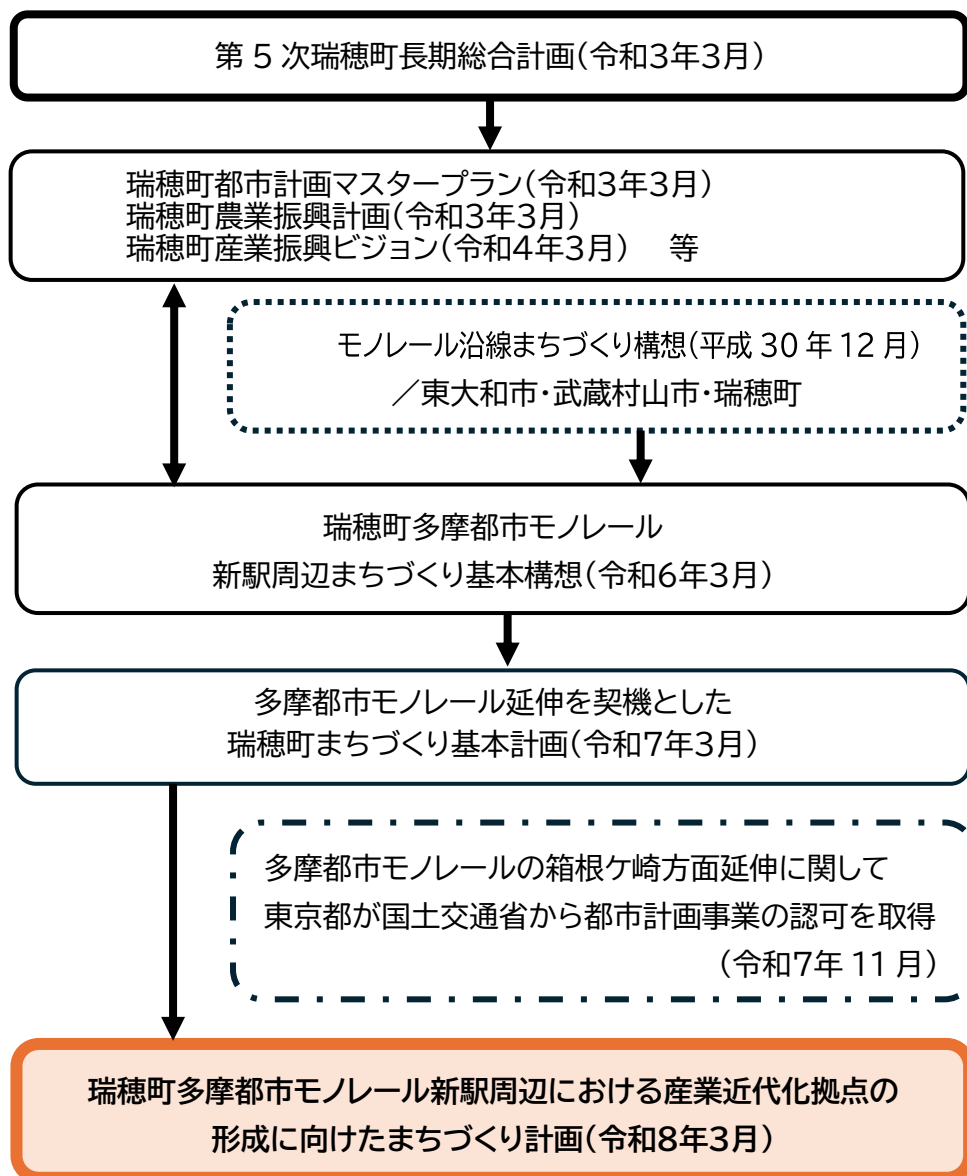 第5次瑞穂町長期総合計画(令和3年3月)
瑞穂町都市計画マスタープラン(令和3年3月)
瑞穂町農業振興計画(令和3年3月)
瑞穂町産業振興ビジョン(令和4年3月)　等
モノレール沿線まちづくり構想(平成30年12月)
／東大和市・武蔵村山市・瑞穂町
瑞穂町多摩都市モノレール
新駅周辺まちづくり基本構想(令和6年3月)
多摩都市モノレール延伸を契機とした
瑞穂町まちづくり基本計画(令和7年3月)
多摩都市モノレールの箱根ケ崎方面延伸に関して
東京都が国土交通省から都市計画事業の認可を取得
(令和7年11月)
瑞穂町多摩都市モノレール新駅周辺における産業近代化拠点の
形成に向けたまちづくり計画(令和8年3月)